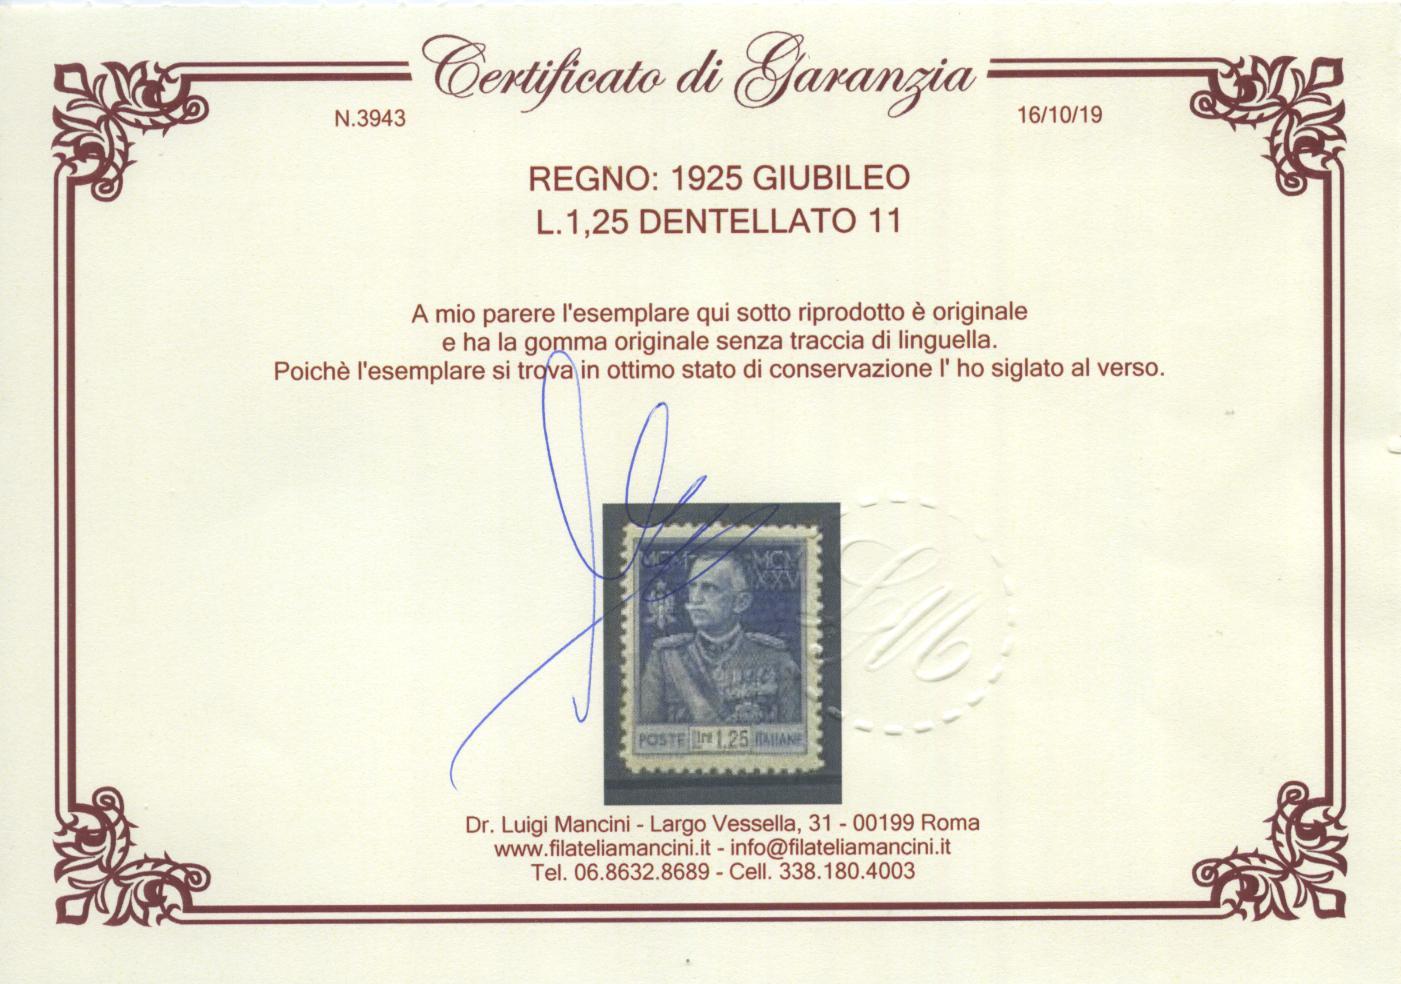 Certificato di Garanzia
N.3943
16/10/19
REGNO: 1925 GIUBILEO
L.1,25 DENTELLATO 11
A mio parere l'esemplare qui sotto riprodotto è originale
e ha la gomma originale senza traccia di linguella.
Poichè l'esemplare si trova in ottimo stato di conservazione l' ho siglato al verso.
MCM MCM
XXV
POSTE Lire 1,25 ITALIANE
LM
Dr. Luigi Mancini - Largo Vessella, 31 - 00199 Roma
www.filateliamancini.it - info@filateliamancini.it
Tel. 06.8632.8689 - Cell. 338.180.4003